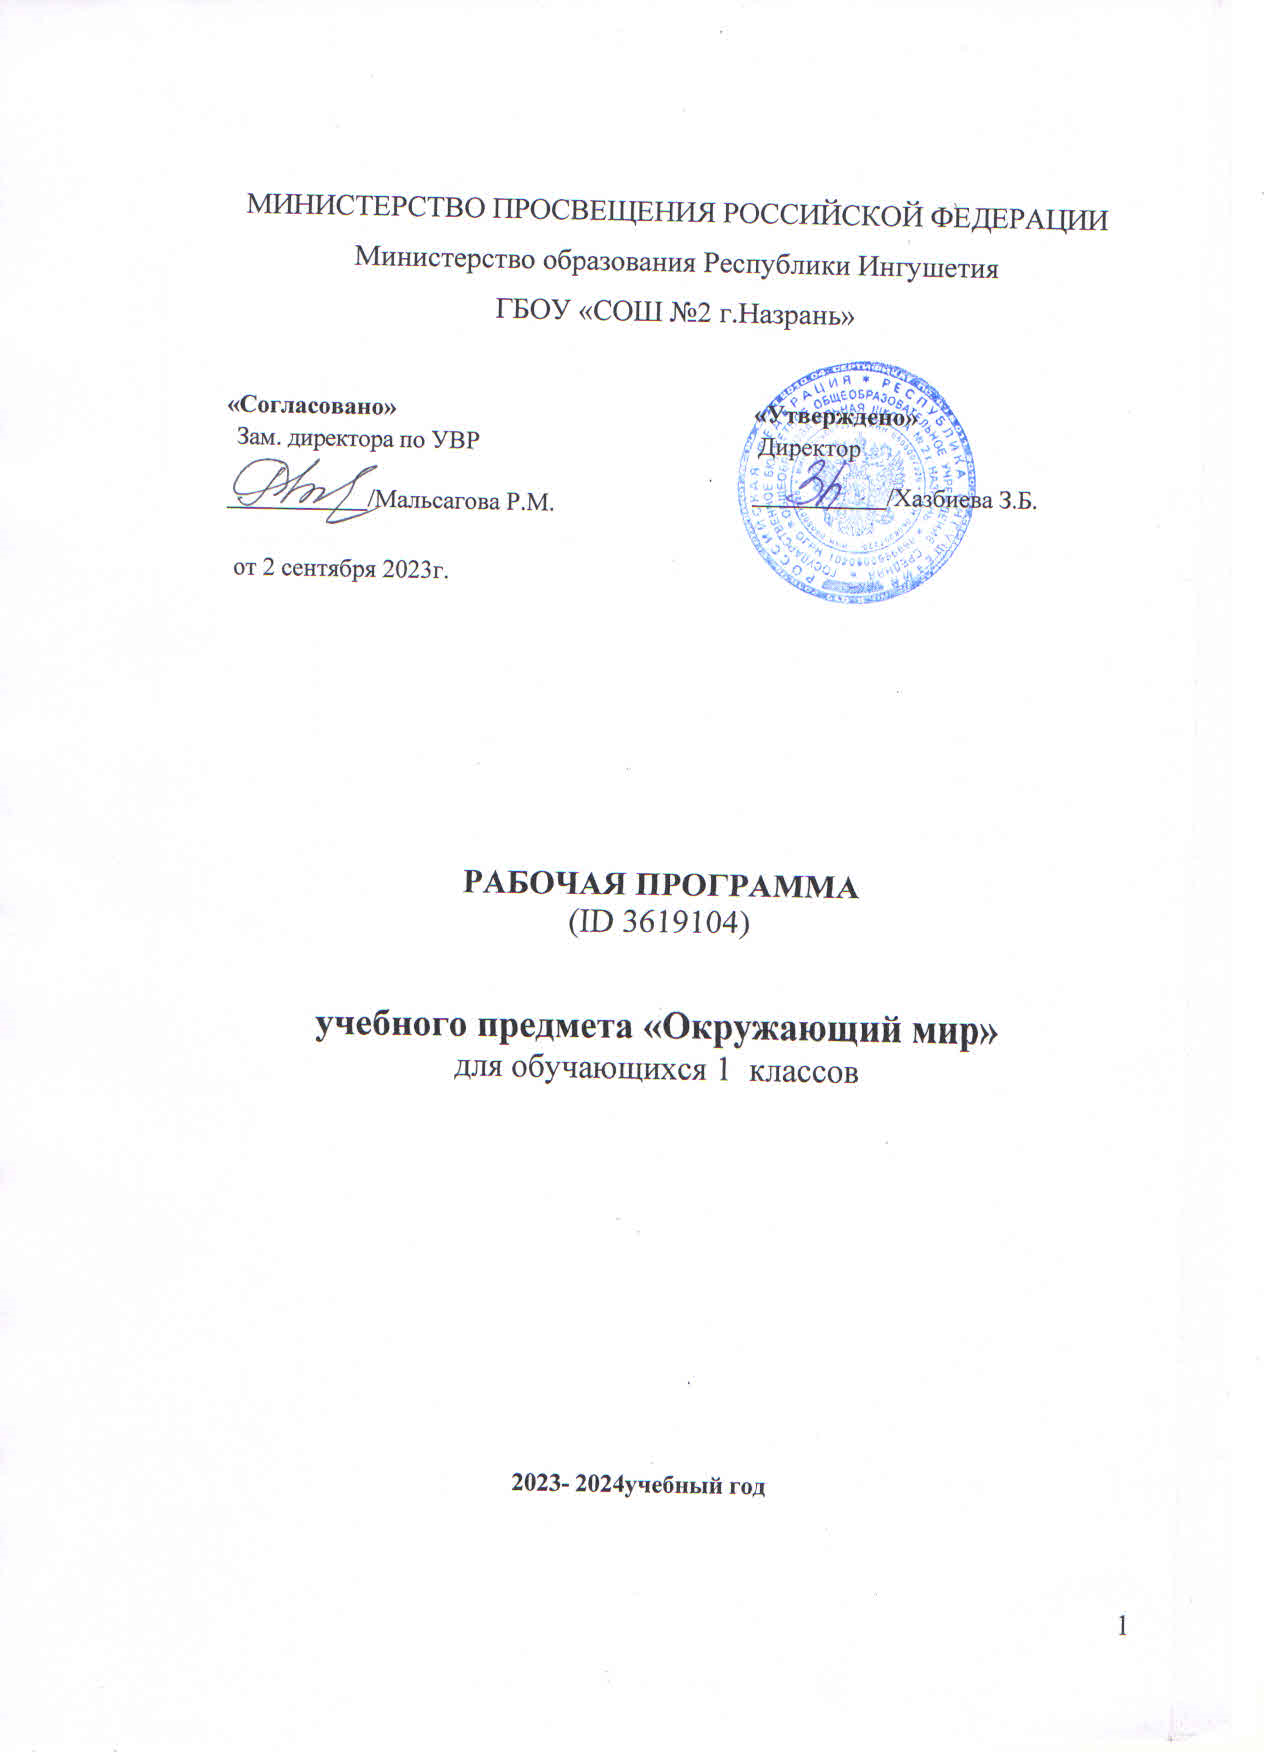 МИНИСТЕРСТВО ПРОСВЕЩЕНИЯ РОССИЙСКОЙ ФЕДЕРАЦИИ
Министерство образования Республики Ингушетия
ГБОУ «СОШ №2 г.Назрань»
«Согласовано»
Зам. директора по УВР
/Мальсагова Р.М.
от 2 сентября 2023г.
«Утверждено»
Директор
/Хазбиева З.Б.
РАБОЧАЯ ПРОГРАММА
(ID 3619104)
учебного предмета «Окружающий мир»
для обучающихся 1 классов
2023- 2024учебный год
1